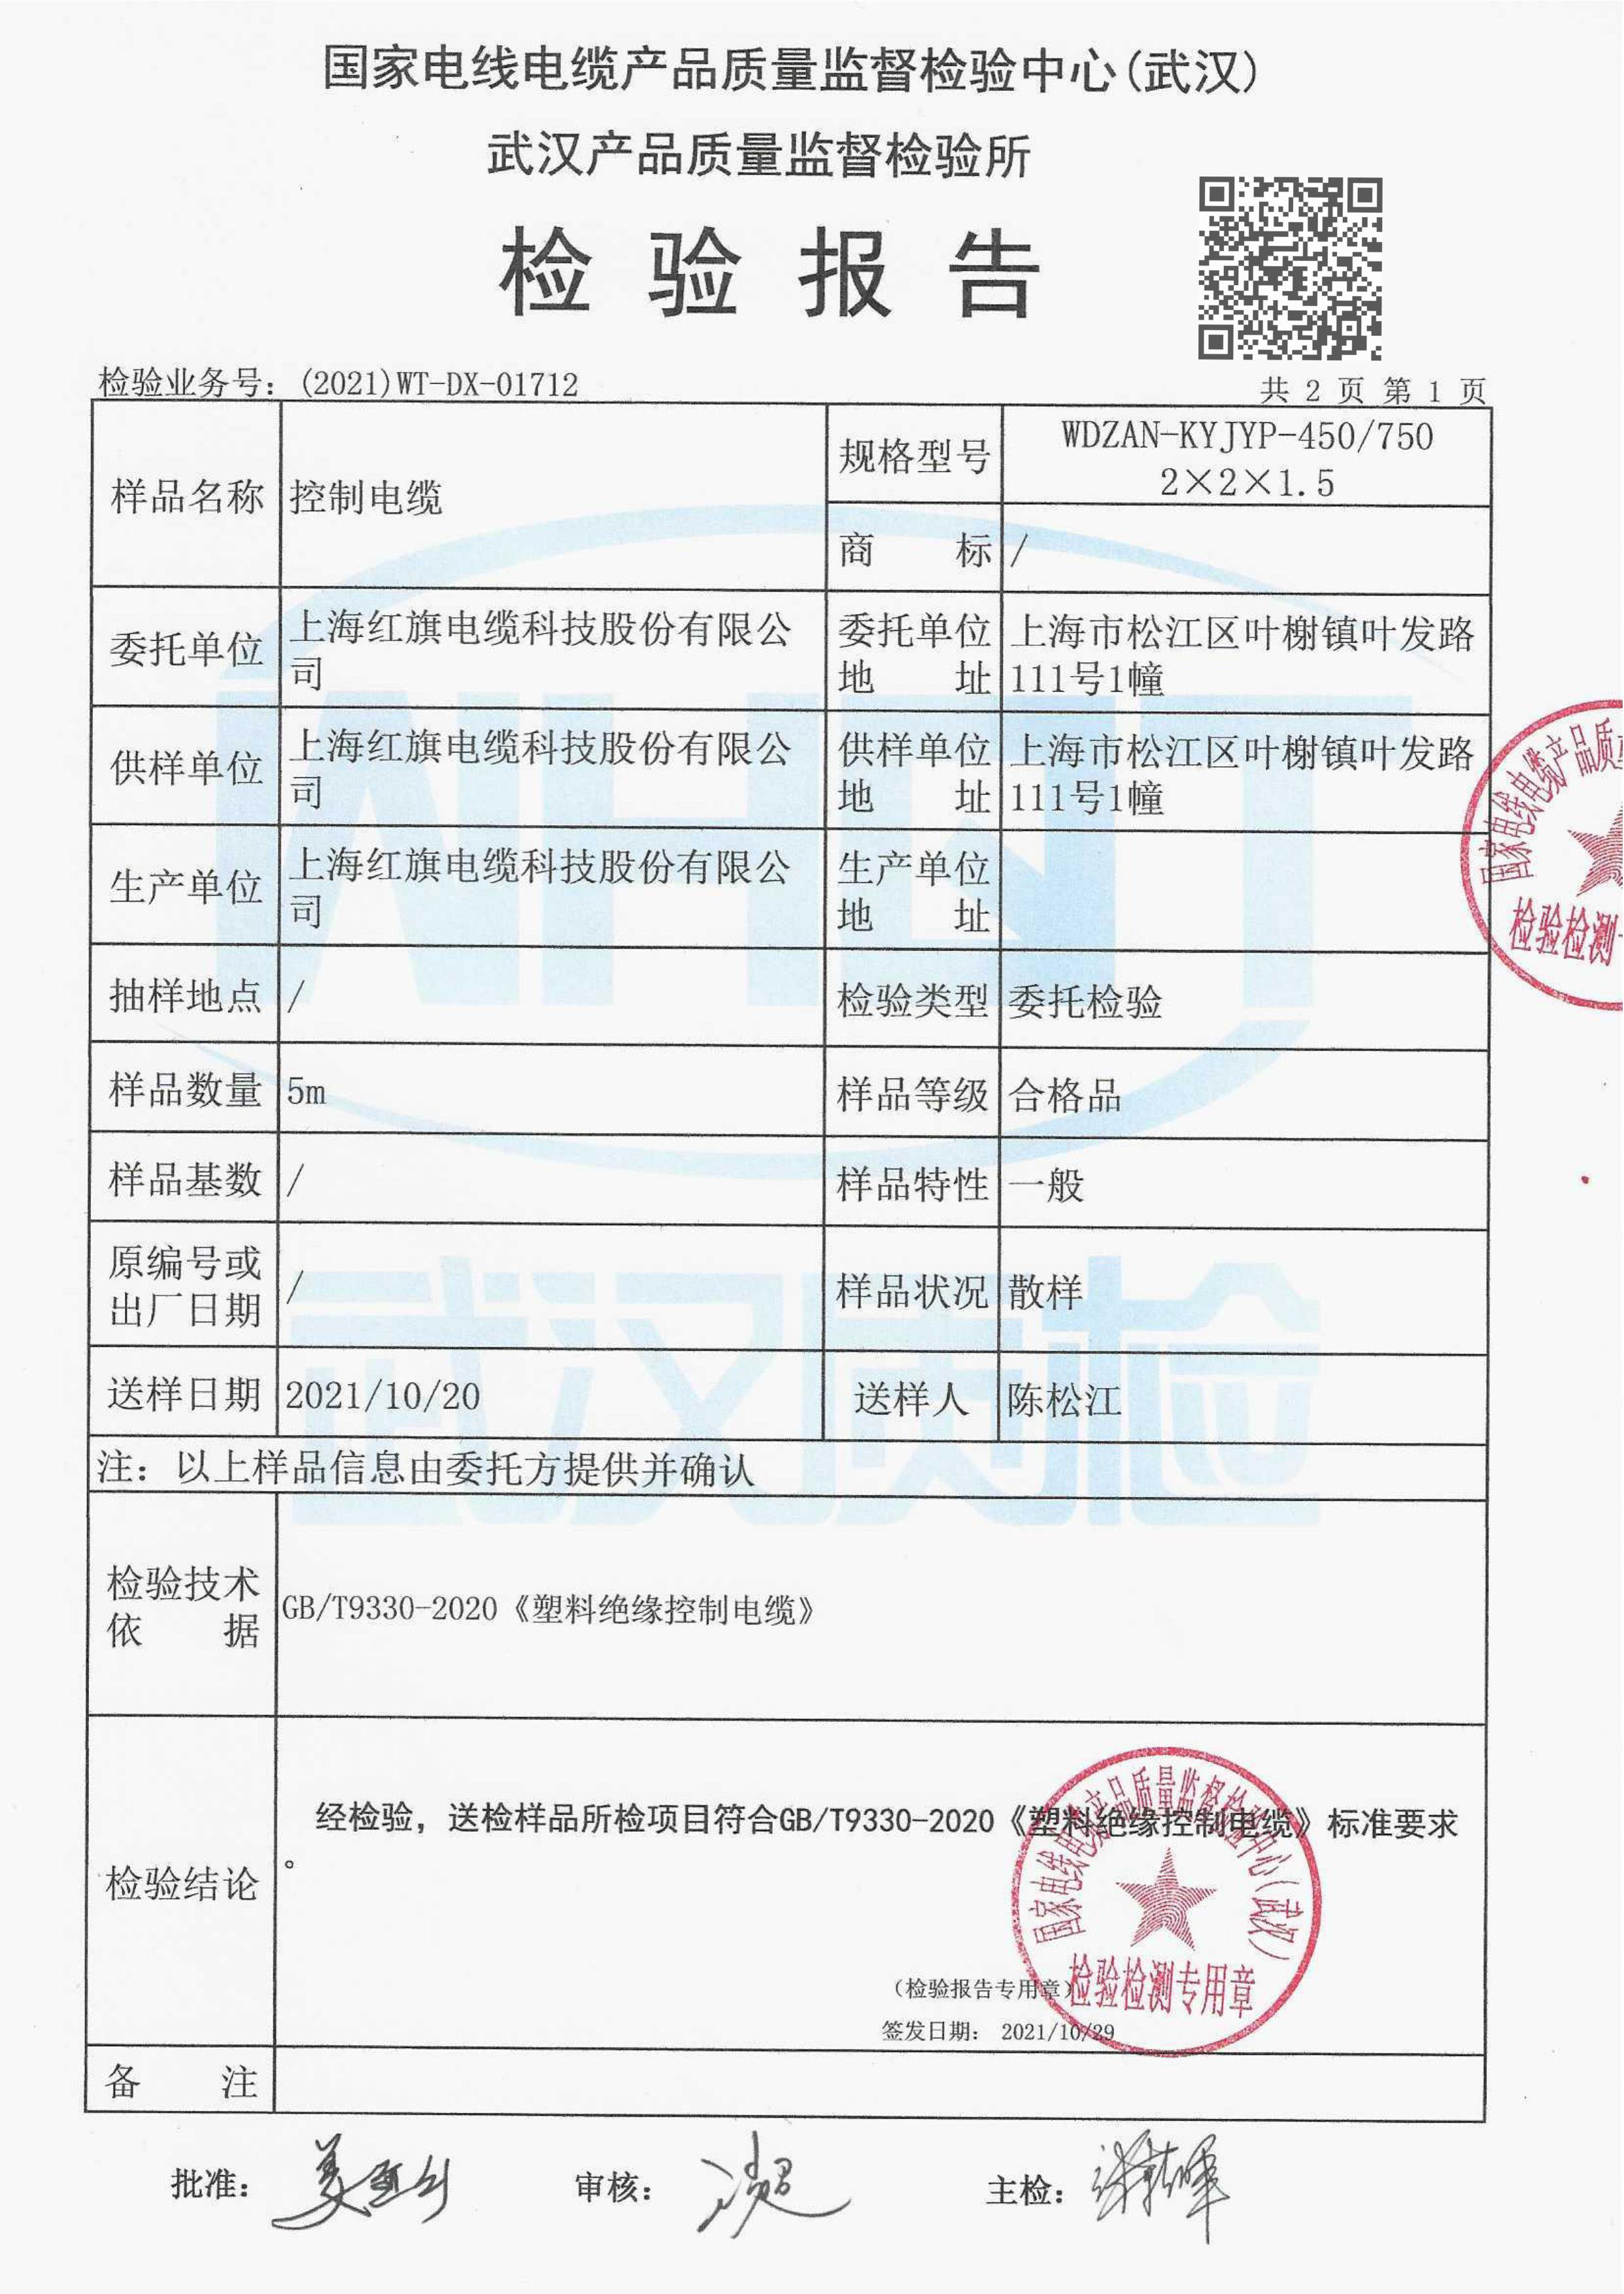 国家电线电缆产品质量监督检验中心(武汉)
武汉产品质量监督检验所
检验报告
检验业务号：(2021)WT-DX-01712
共 2 页 第 1 页
样品名称
控制电缆
规格型号
WDZAN-KYJYP-450/750
2×2×1.5
商 标
/
委托单位
上海红旗电缆科技股份有限公
司
委托单位
地 址
上海市松江区叶榭镇叶发路
111号1幢
供样单位
上海红旗电缆科技股份有限公
司
供样单位
地 址
上海市松江区叶榭镇叶发路
111号1幢
生产单位
上海红旗电缆科技股份有限公
司
生产单位
地 址
抽样地点
/
检验类型
委托检验
样品数量
5m
样品等级
合格品
样品基数
/
样品特性
一般
原编号或
出厂日期
/
样品状况
散样
送样日期
2021/10/20
送样人
陈松江
注：以上样品信息由委托方提供并确认
检验技术
依 据
GB/T9330-2020《塑料绝缘控制电缆》
检验结论
经检验，送检样品所检项目符合GB/T9330-2020《塑料绝缘控制电缆》标准要求
。
（检验报告专用章）
签发日期： 2021/10/29
国家电线电缆产品质量监督检验中心(武汉)
检验检测专用章
国家电线电缆产品质
检验检测
武汉质检
备 注
批准：
审核：
主检：